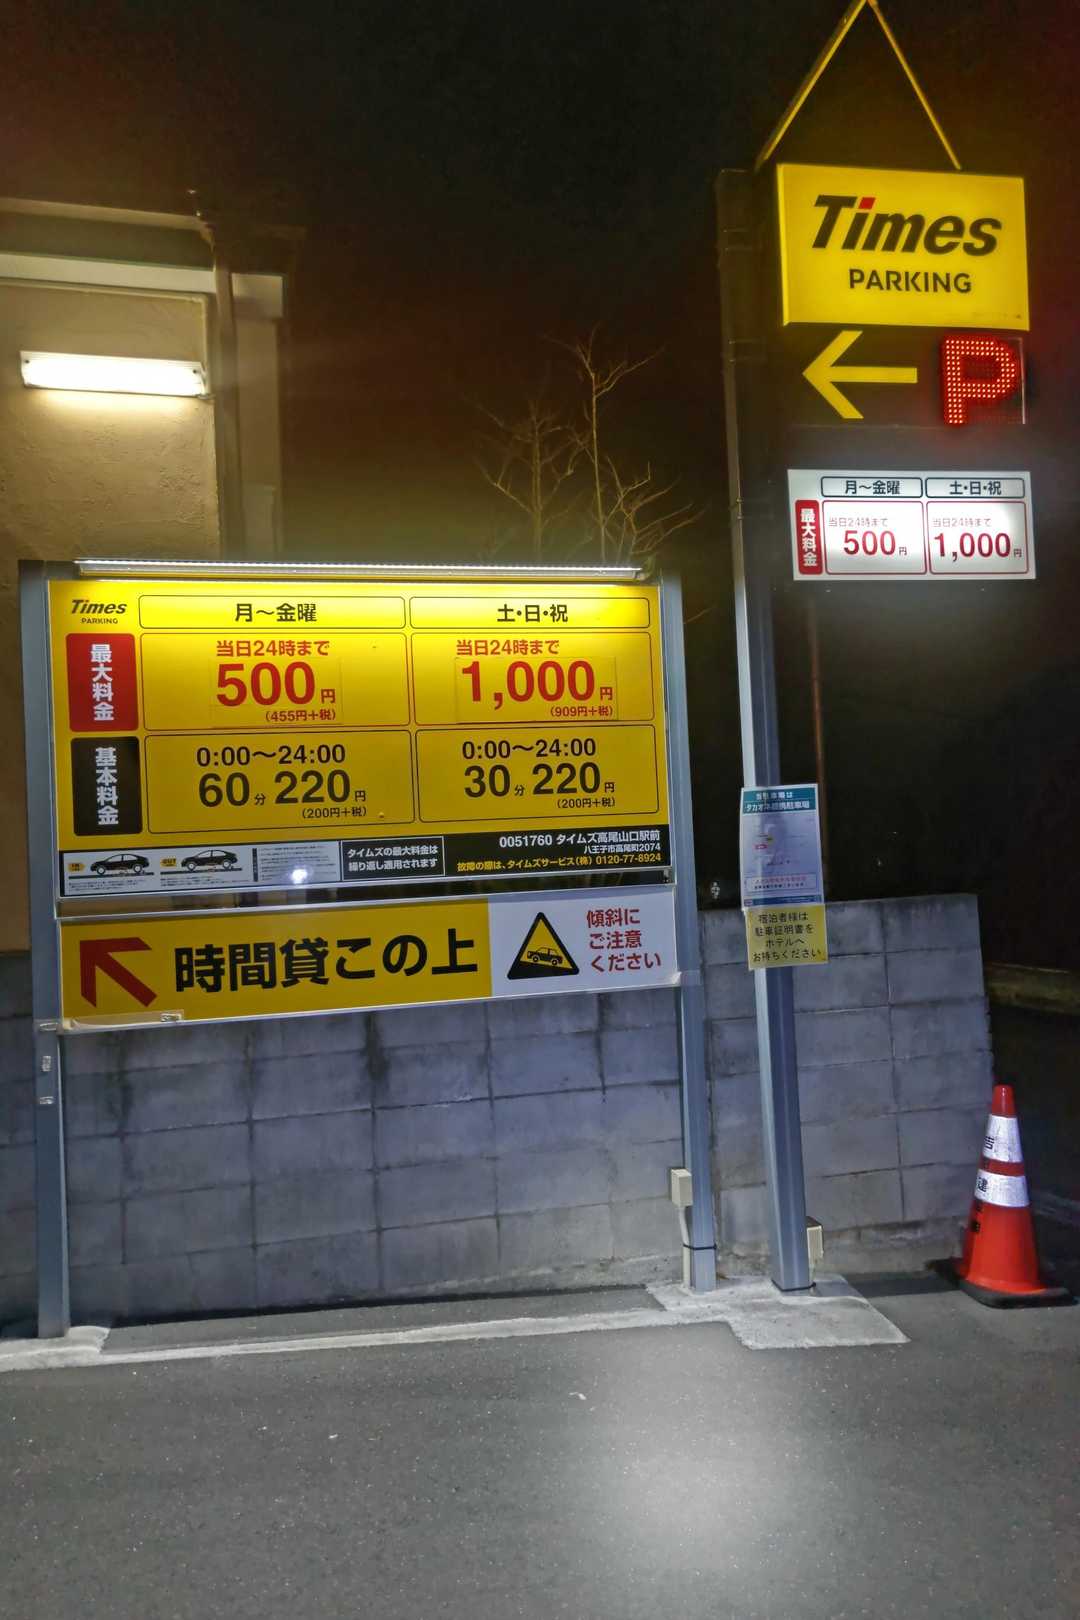 Times
PARKING
P
月～金曜 土・日・祝
最大料金
当日24時まで 当日24時まで
500円 1,000円
Times
PARKING
月～金曜 土・日・祝
最大料金
当日24時まで 当日24時まで
500円 1,000円
(455円+税) (909円+税)
基本料金
0:00～24:00 0:00～24:00
60分220円 30分220円
(200円+税) (200円+税)
OUT
タイムズの最大料金は
繰り返し適用されます
0051760 タイムズ高尾山口駅前
八王子市高尾町2074
故障の際は、タイムズサービス(株) 0120-77-8924
時間貸この上
傾斜に
ご注意
ください
当駐車場は
宿泊者様は
駐車証明書を
ホテルへ
お持ちください
建